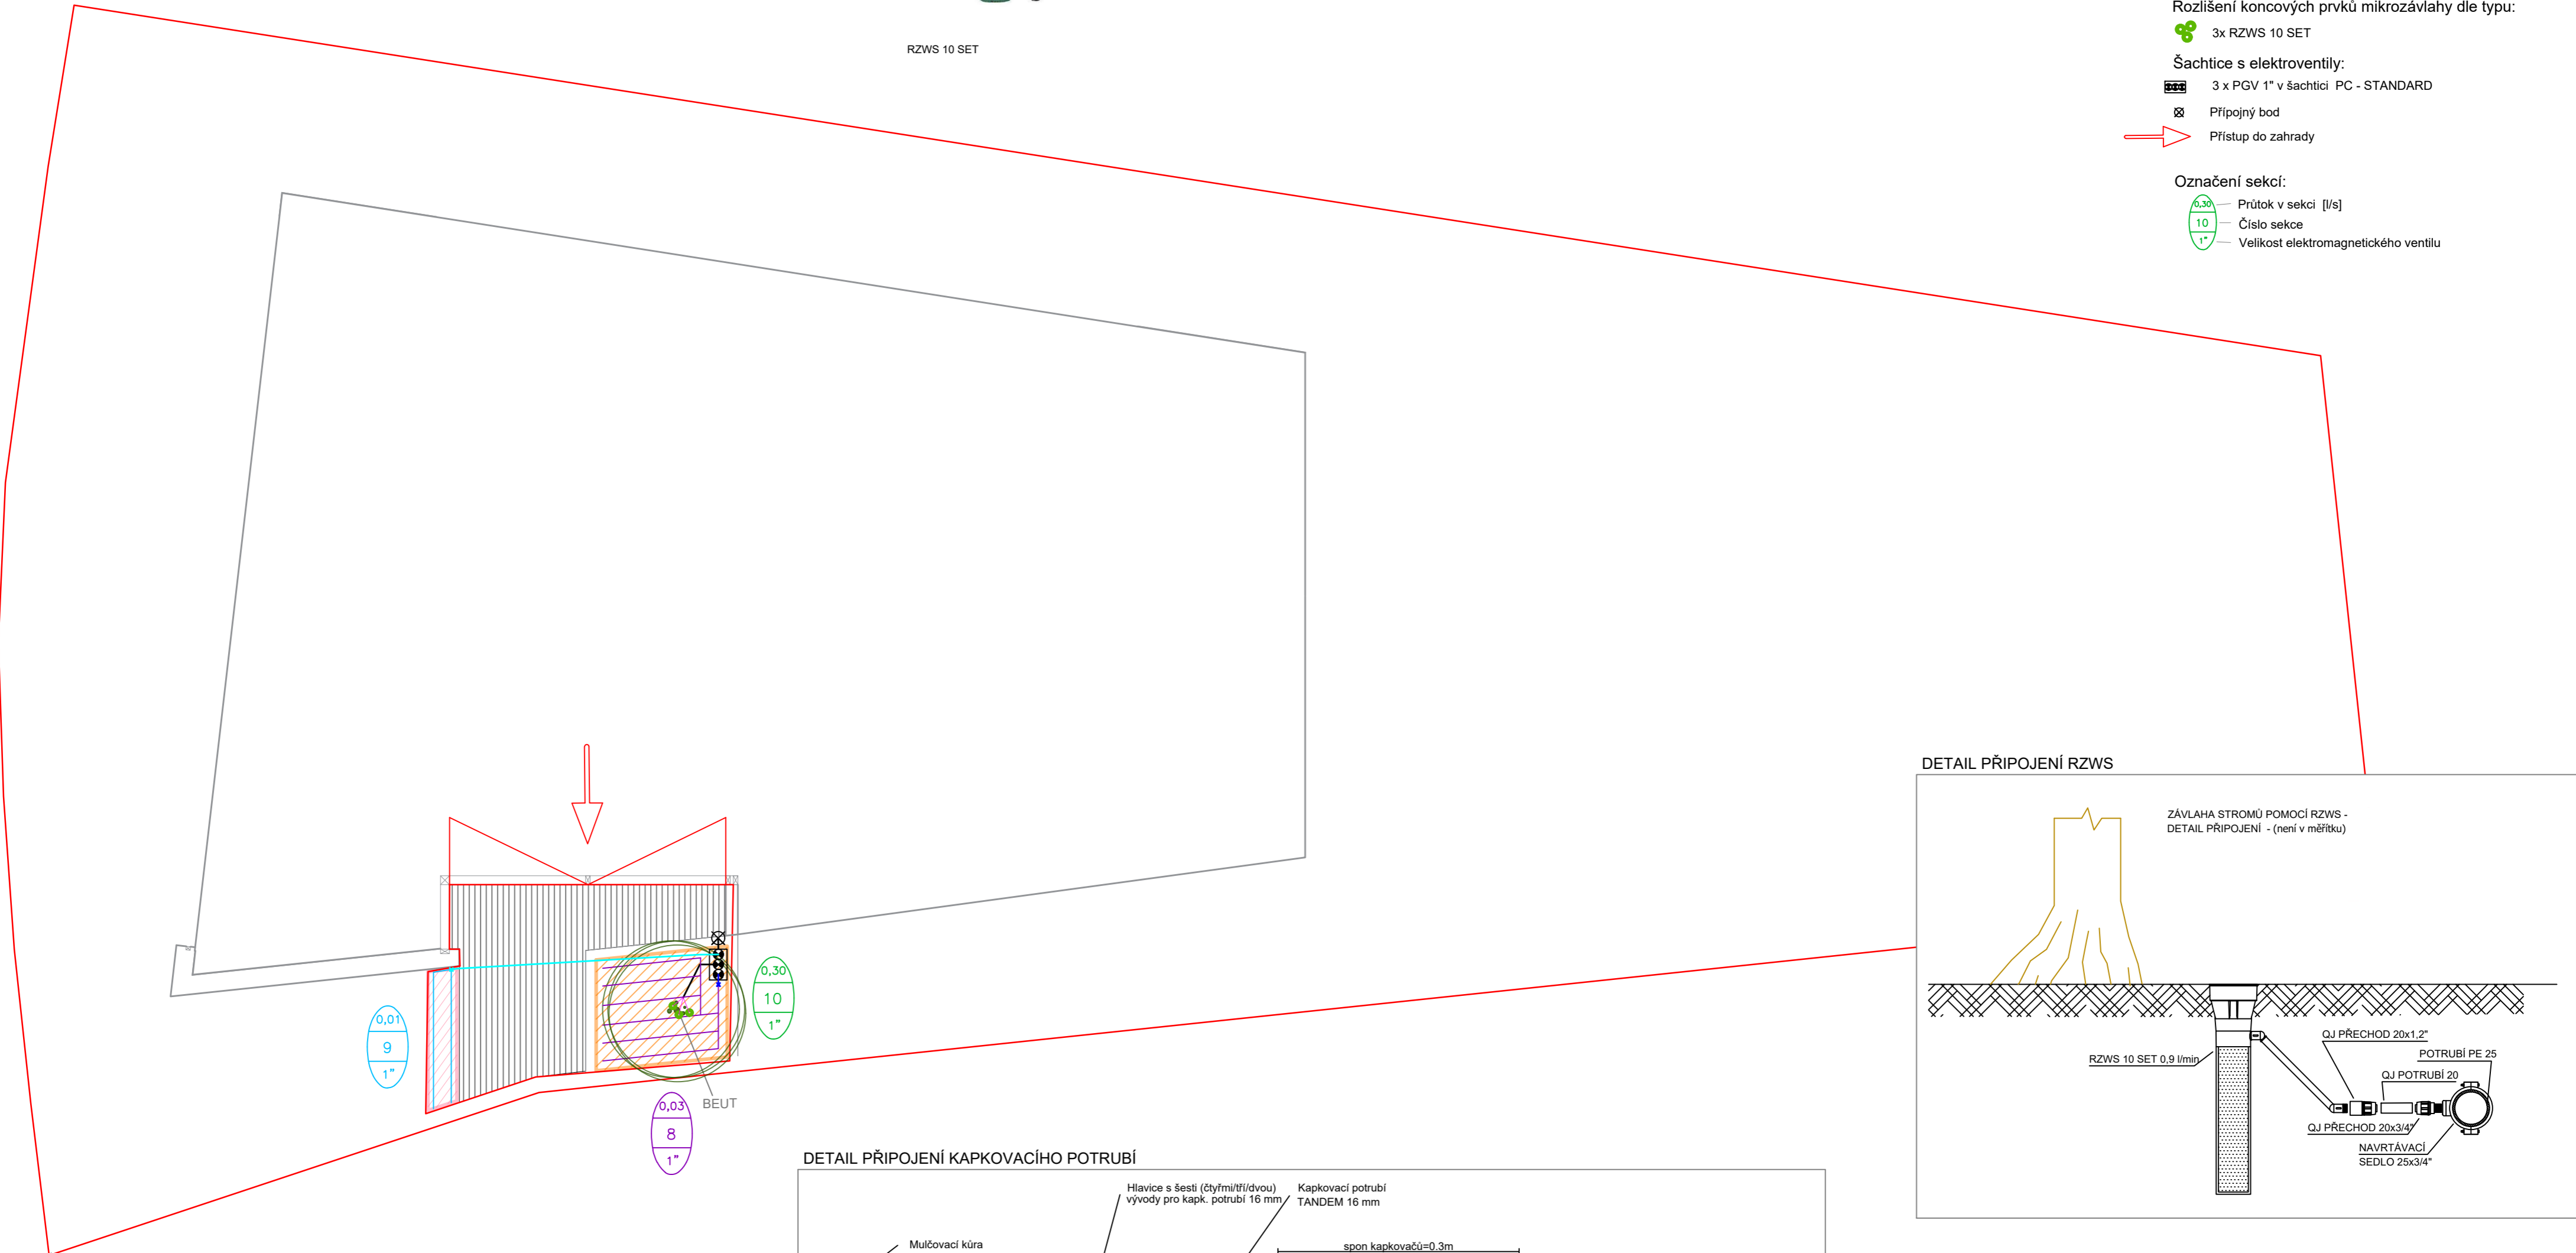 RZWS 10 SET
Rozlišení koncových prvků mikrozávlahy dle typu:
3x RZWS 10 SET
Šachtice s elektroventily:
3 x PGV 1" v šachtici PC - STANDARD
Přípojný bod
Přístup do zahrady
Označení sekcí:
0,30
Průtok v sekci [l/s]
10
Číslo sekce
1"
Velikost elektromagnetického ventilu
0,01
9
1"
0,30
10
1"
0,03
8
1"
BEUT
DETAIL PŘIPOJENÍ RZWS
ZÁVLAHA STROMŮ POMOCÍ RZWS -
DETAIL PŘIPOJENÍ - (není v měřítku)
RZWS 10 SET 0,9 l/min
QJ PŘECHOD 20x1,2"
POTRUBÍ PE 25
QJ POTRUBÍ 20
QJ PŘECHOD 20x3/4"
NAVRTÁVACÍ
SEDLO 25x3/4"
DETAIL PŘIPOJENÍ KAPKOVACÍHO POTRUBÍ
Hlavice s šesti (čtyřmi/tří/dvou)
vývody pro kapk. potrubí 16 mm
Kapkovací potrubí
TANDEM 16 mm
Mulčovací kůra
spon kapkovačů=0.3m